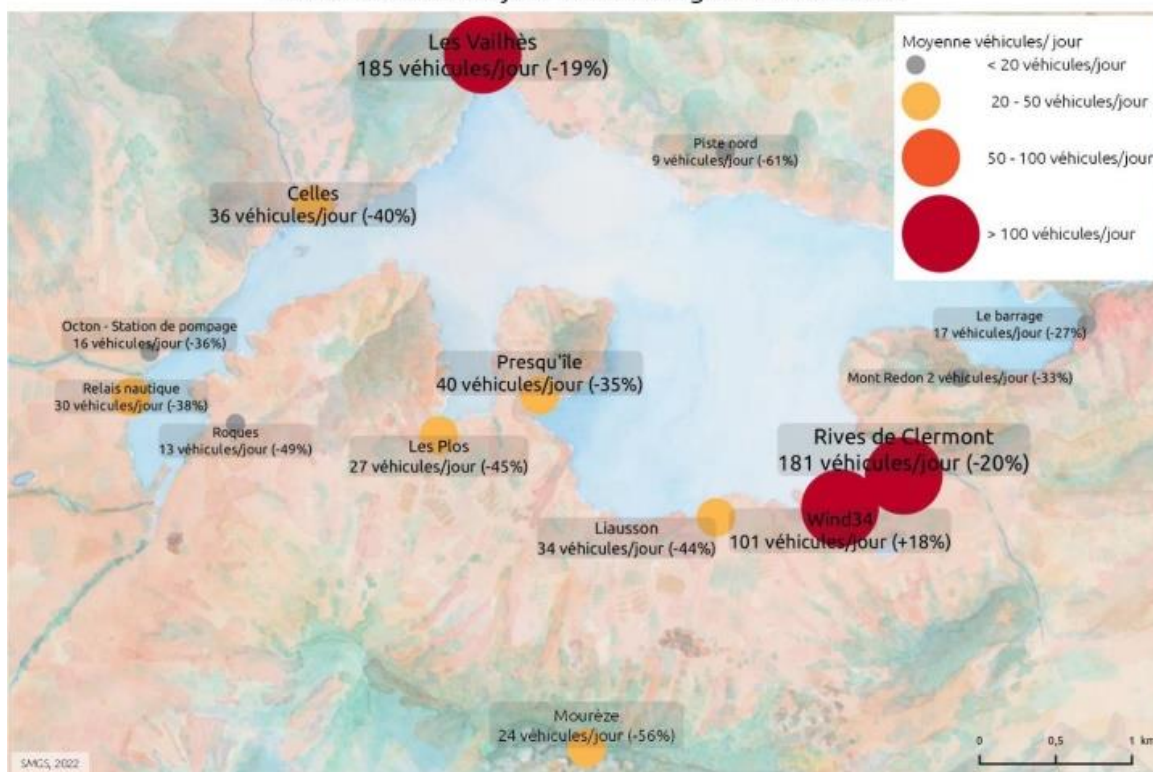 Les Vailhès
185 véhicules/jour (-19%)
Moyenne véhicules/ jour
< 20 véhicules/jour
20 - 50 véhicules/jour
50 - 100 véhicules/jour
> 100 véhicules/jour
Piste nord
9 véhicules/jour (-61%)
Celles
36 véhicules/jour (-40%)
Octon - Station de pompage
16 véhicules/jour (-36%)
Le barrage
17 véhicules/jour (-27%)
Presqu'île
40 véhicules/jour (-35%)
Mont Redon 2 véhicules/jour (-33%)
Relais nautique
30 véhicules/jour (-38%)
Roques
13 véhicules/jour (-49%)
Les Plos
27 véhicules/jour (-45%)
Rives de Clermont
181 véhicules/jour (-20%)
Liausson
34 véhicules/jour (-44%)
Wind34
101 véhicules/jour (+18%)
Mourèze
24 véhicules/jour (-56%)
0 0,5 1 km
SMGS, 2022